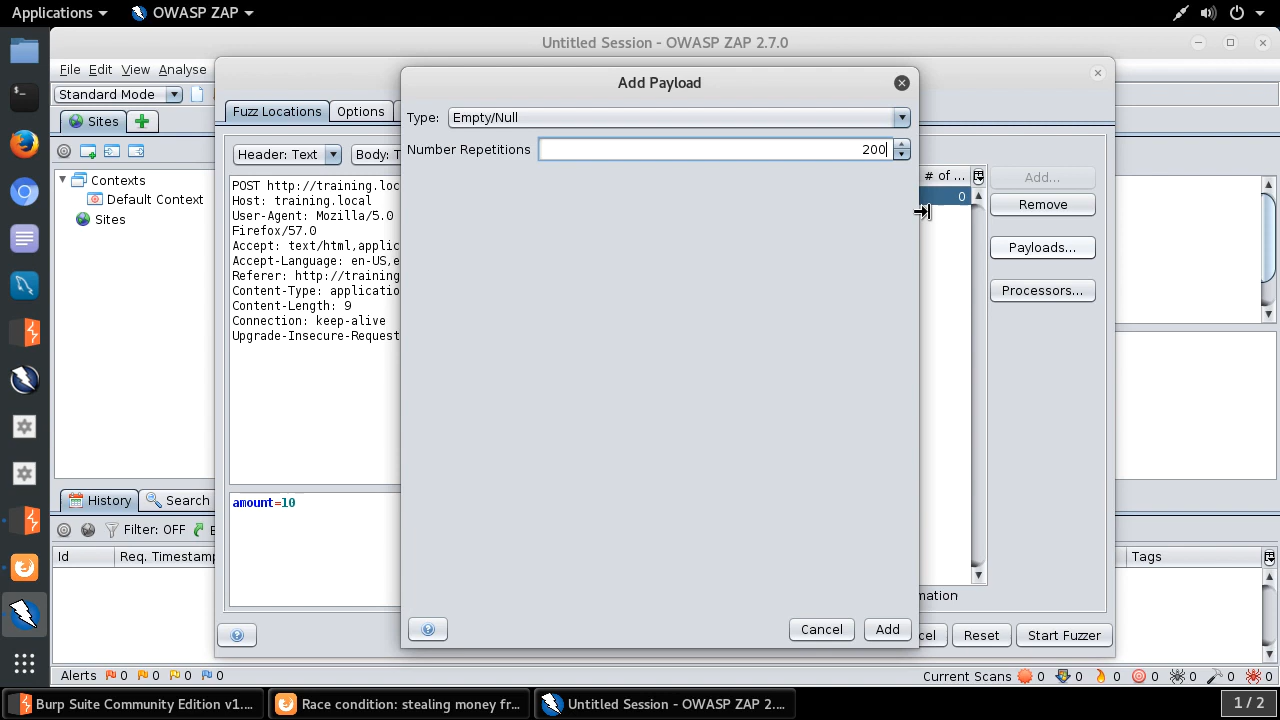 Applications
OWASP ZAP
Untitled Session - OWASP ZAP 2.7.0
File Edit View Analyse
Standard Mode
Sites
Contexts
Default Context
Sites
Add Payload
Type: Empty/Null
Number Repetitions 200
Fuzz Locations Options
Header: Text Body: T
# of ...
0
Add...
Remove
Payloads...
Processors...
POST http://training.loc
Host: training.local
User-Agent: Mozilla/5.0
Firefox/57.0
Accept: text/html,applic
Accept-Language: en-US,e
Referer: http://training
Content-Type: applicatio
Content-Length: 9
Connection: keep-alive
Upgrade-Insecure-Request
amount=10
mation
Cancel Add
cel Reset Start Fuzzer
History Search
Filter: OFF E
Id Req. Timestamp Tags
Alerts 0 0 0 0
Current Scans 0 0 0 0 0 0 0
Burp Suite Community Edition v1....
Race condition: stealing money fr...
Untitled Session - OWASP ZAP 2....
1 / 2